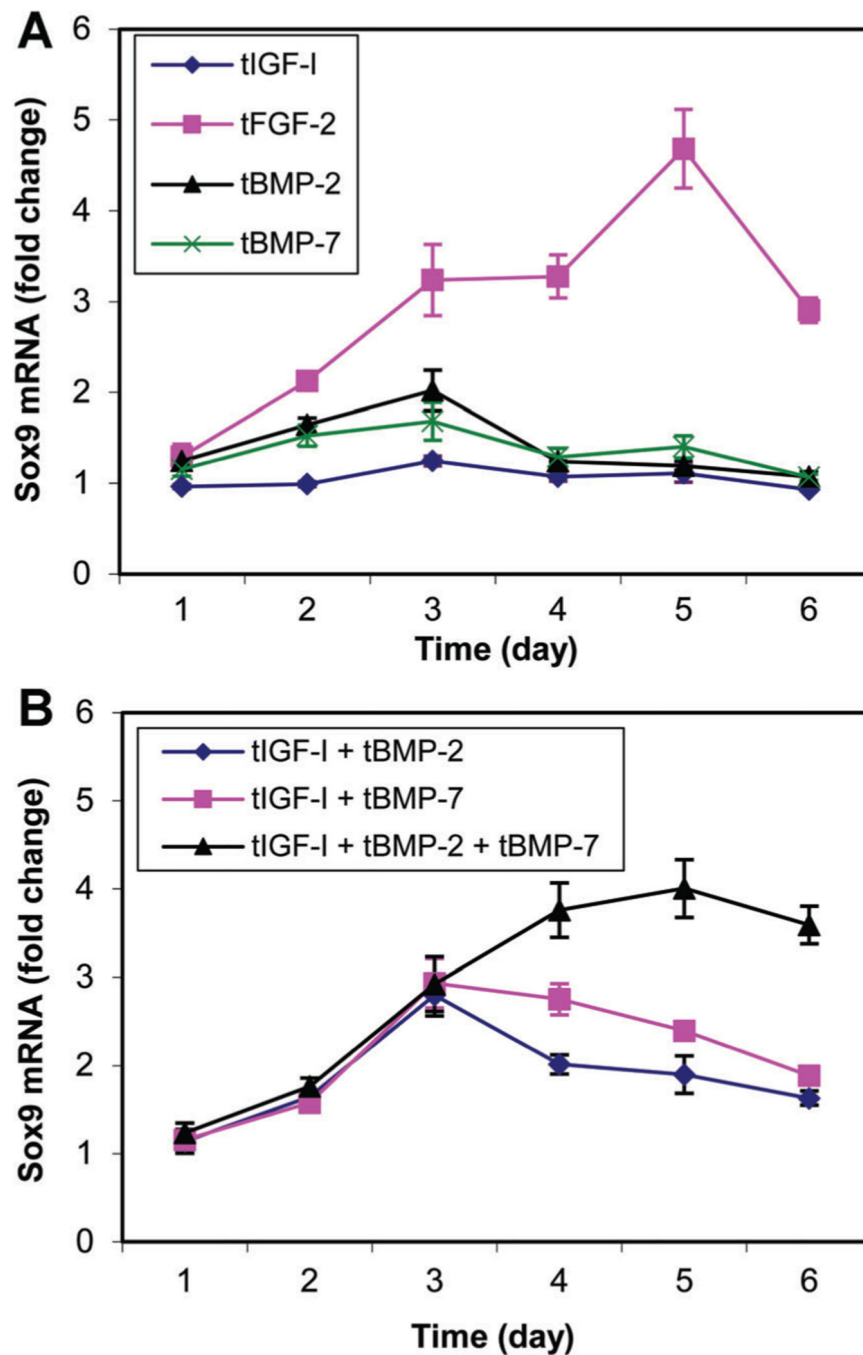 A
Sox9 mRNA (fold change)
6
5
4
3
2
1
0
tIGF-I
tFGF-2
tBMP-2
tBMP-7
1 2 3 4 5 6
Time (day)
B
Sox9 mRNA (fold change)
6
5
4
3
2
1
0
tIGF-I + tBMP-2
tIGF-I + tBMP-7
tIGF-I + tBMP-2 + tBMP-7
1 2 3 4 5 6
Time (day)